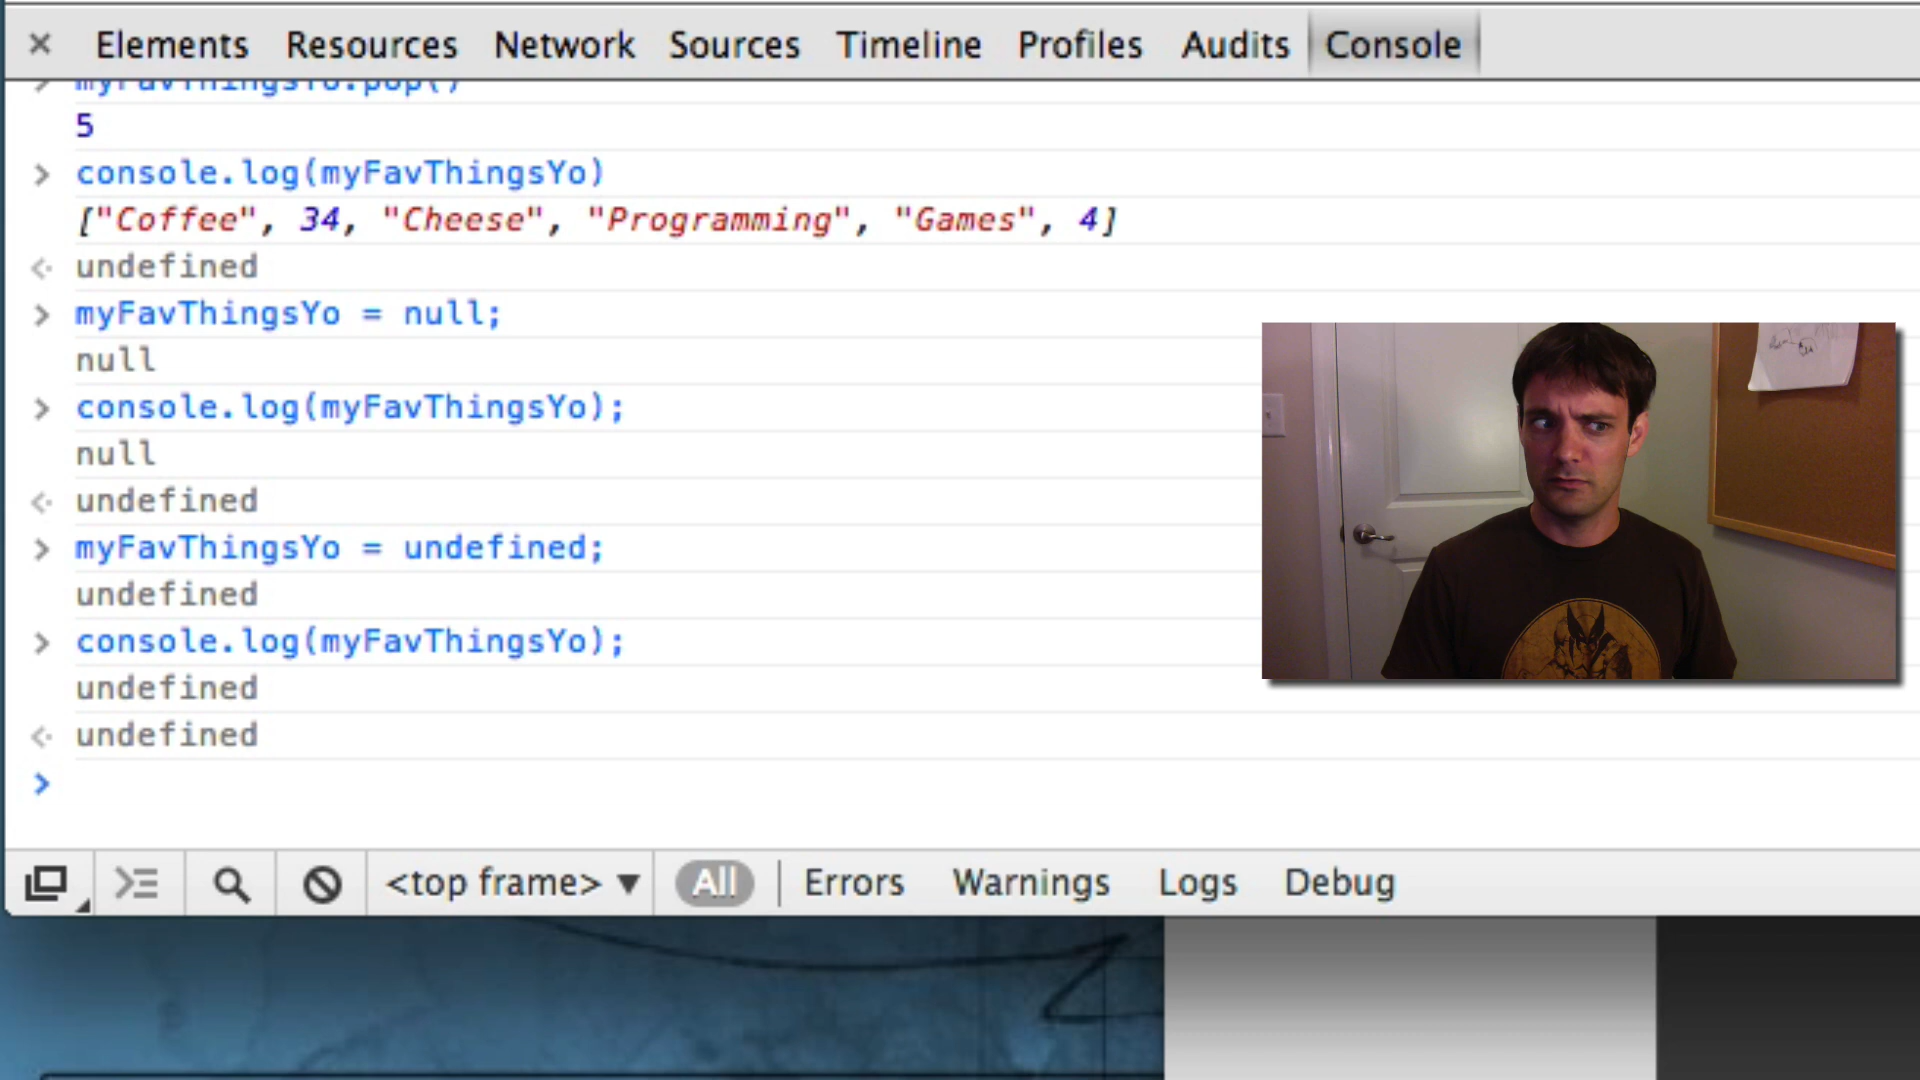 × Elements Resources Network Sources Timeline Profiles Audits Console
> myFavThingsYo.pop()
5
> console.log(myFavThingsYo)
["Coffee", 34, "Cheese", "Programming", "Games", 4]
undefined
> myFavThingsYo = null;
null
> console.log(myFavThingsYo);
null
undefined
> myFavThingsYo = undefined;
undefined
> console.log(myFavThingsYo);
undefined
undefined
>
<top frame> ▼ All Errors Warnings Logs Debug